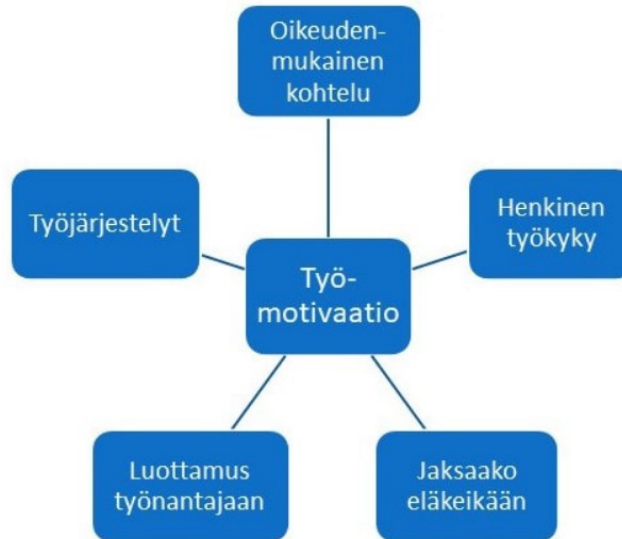 Oikeuden-
mukainen
kohtelu
Työjärjestelyt
Henkinen
työkyky
Työ-
motivaatio
Luottamus
työnantajaan
Jaksaako
eläkeikään